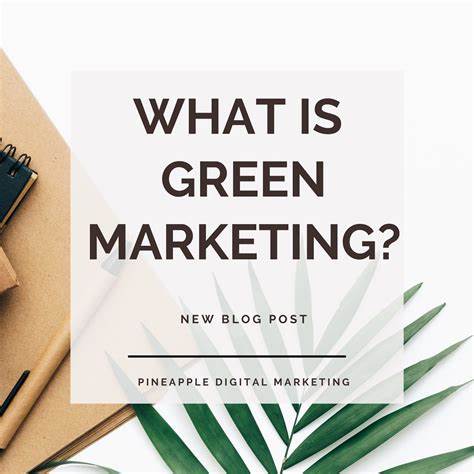 WHAT IS
GREEN
MARKETING?
NEW BLOG POST
PINEAPPLE DIGITAL MARKETING